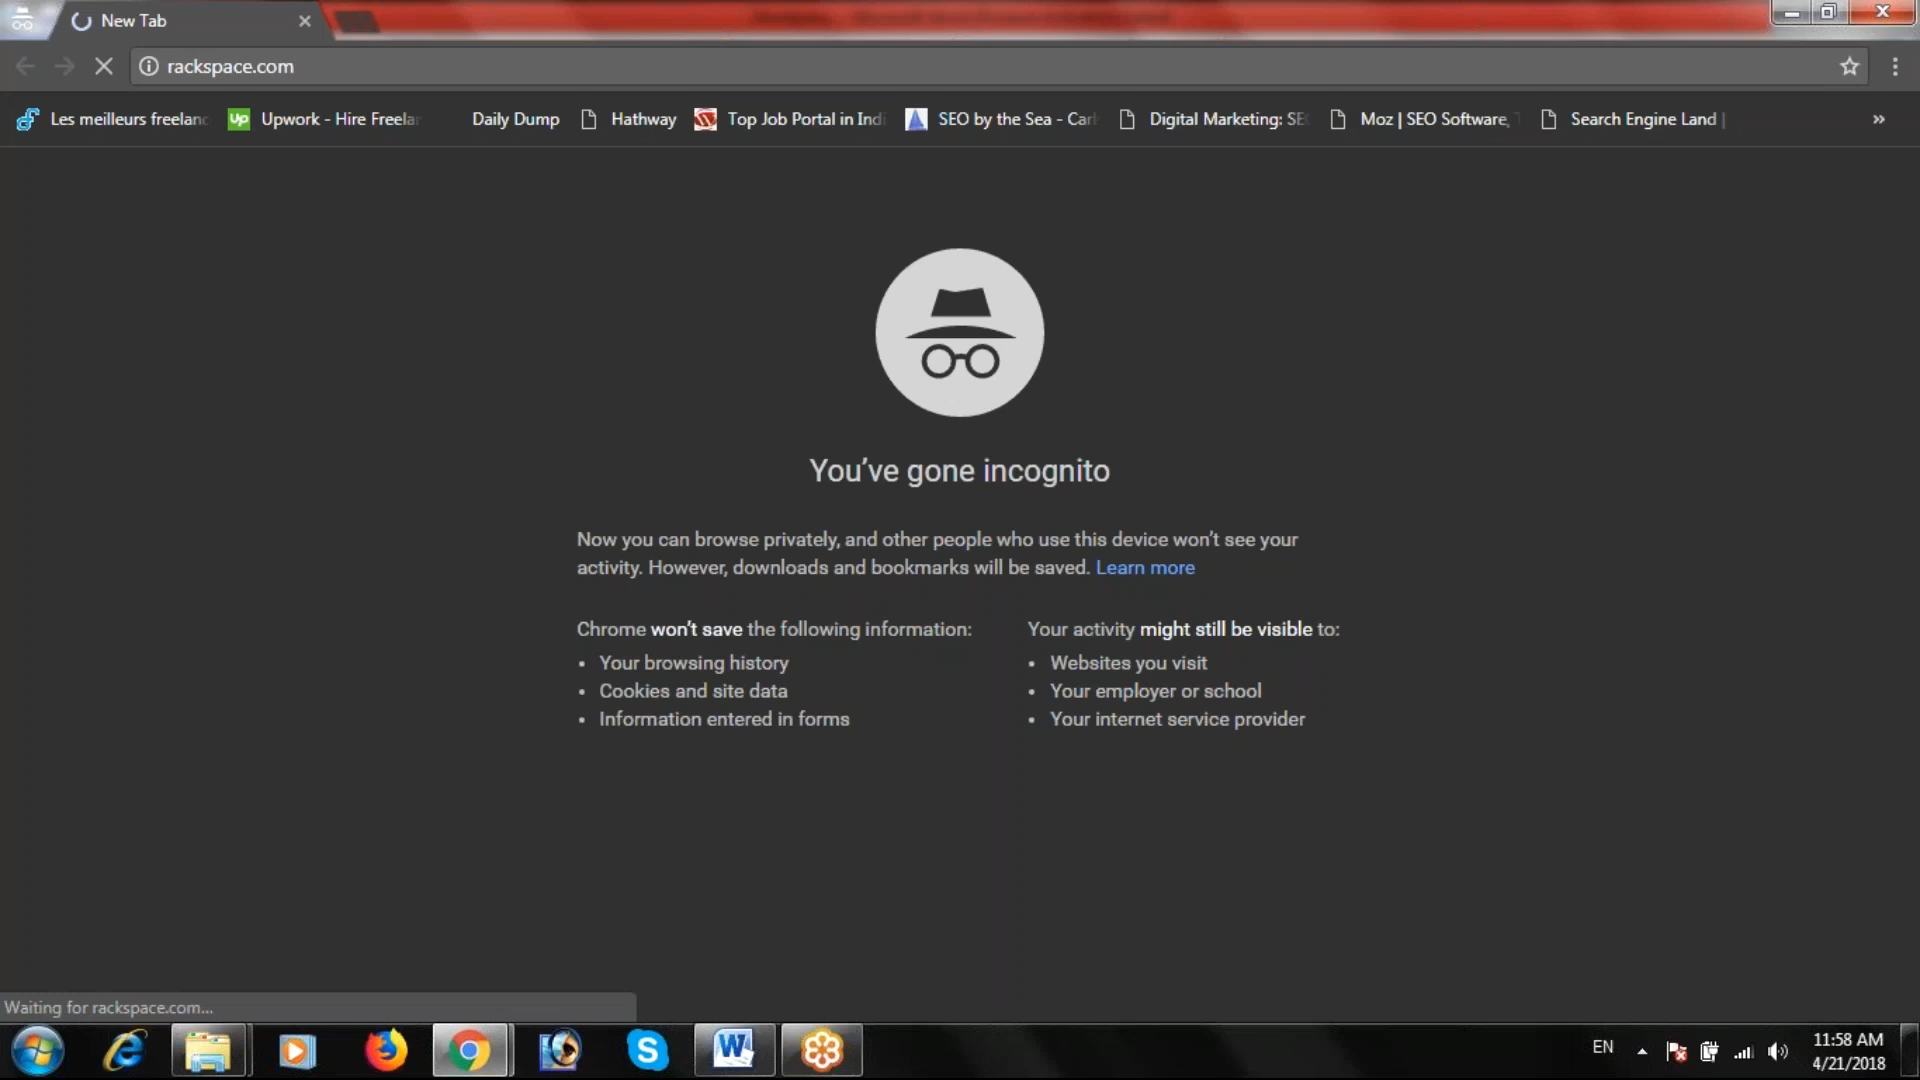 New Tab
rackspace.com
Les meilleurs freelanc
Up Upwork - Hire Freelan
Daily Dump
Hathway
Top Job Portal in Indi
SEO by the Sea - Carl
Digital Marketing: SEO
Moz | SEO Software, T
Search Engine Land |
You've gone incognito
Now you can browse privately, and other people who use this device won't see your
activity. However, downloads and bookmarks will be saved. Learn more
Chrome won't save the following information:
• Your browsing history
• Cookies and site data
• Information entered in forms
Your activity might still be visible to:
• Websites you visit
• Your employer or school
• Your internet service provider
Waiting for rackspace.com...
EN
11:58 AM
4/21/2018